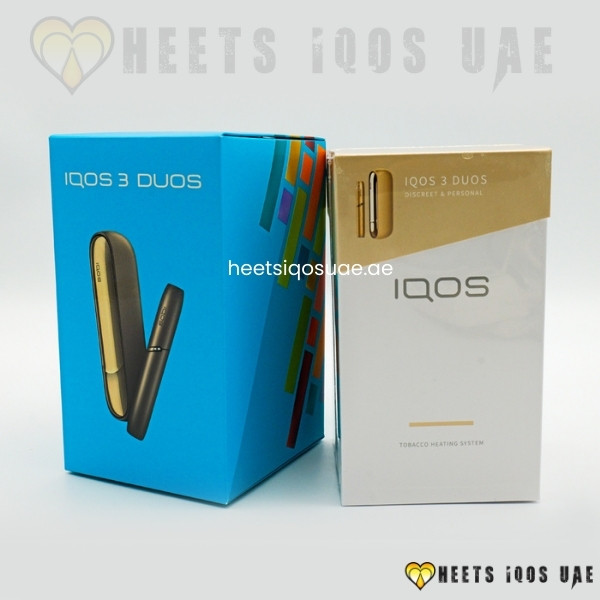 HEETS iQOS UAE
IQOS 3 DUOS
IQOS 3 DUOS
DISCREET & PERSONAL
heetsiqosuae.ae
IQOS
TOBACCO HEATING SYSTEM
HEETS iQOS UAE